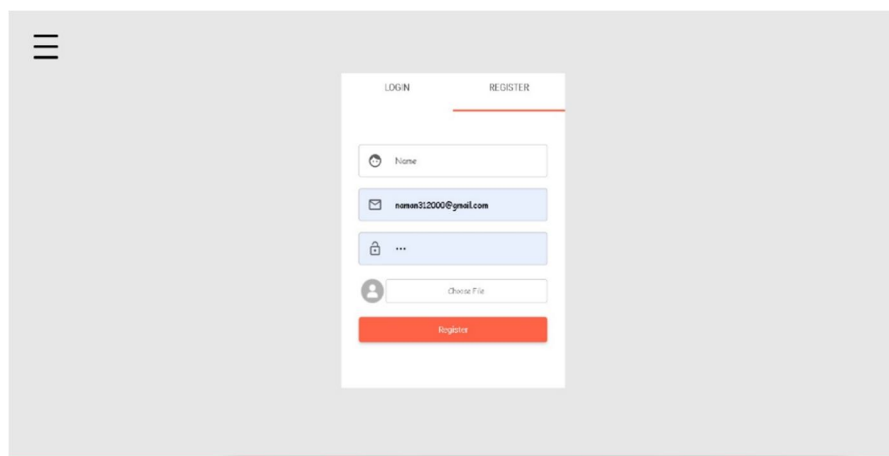 LOGIN REGISTER
Name
naman312000@gmail.com
•••
Choose File
Register